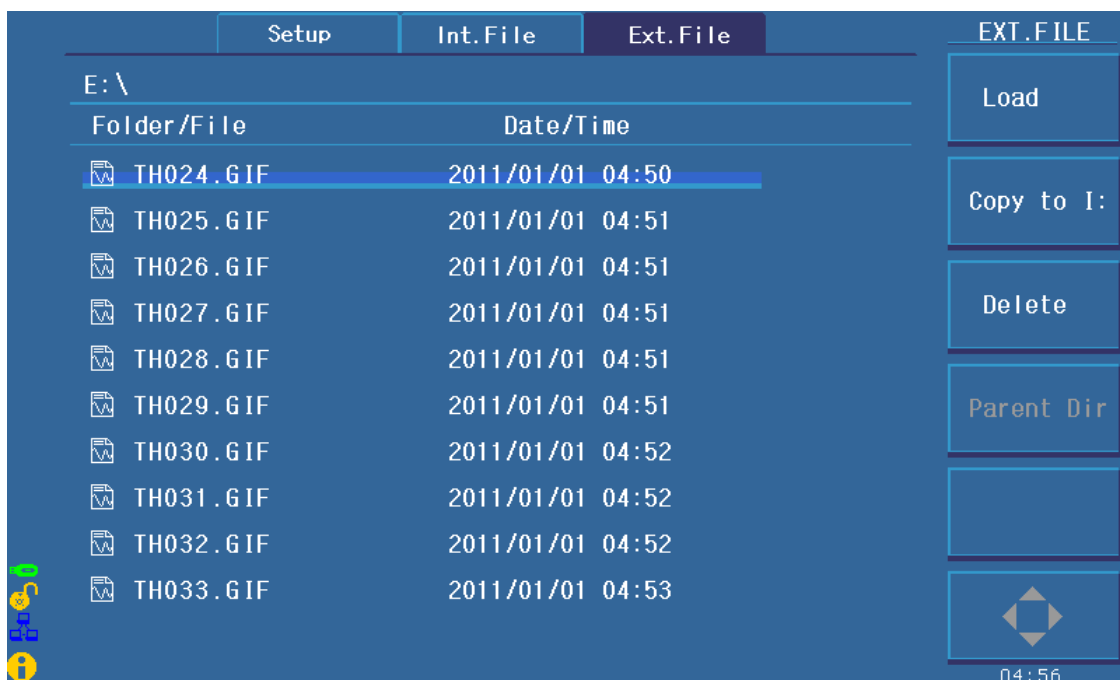 Setup Int.File Ext.File EXT.FILE
E:\
Load
Folder/File Date/Time
TH024.GIF 2011/01/01 04:50
Copy to I:
TH025.GIF 2011/01/01 04:51
TH026.GIF 2011/01/01 04:51
Delete
TH027.GIF 2011/01/01 04:51
TH028.GIF 2011/01/01 04:51
TH029.GIF 2011/01/01 04:51
Parent Dir
TH030.GIF 2011/01/01 04:52
TH031.GIF 2011/01/01 04:52
TH032.GIF 2011/01/01 04:52
TH033.GIF 2011/01/01 04:53
04:56